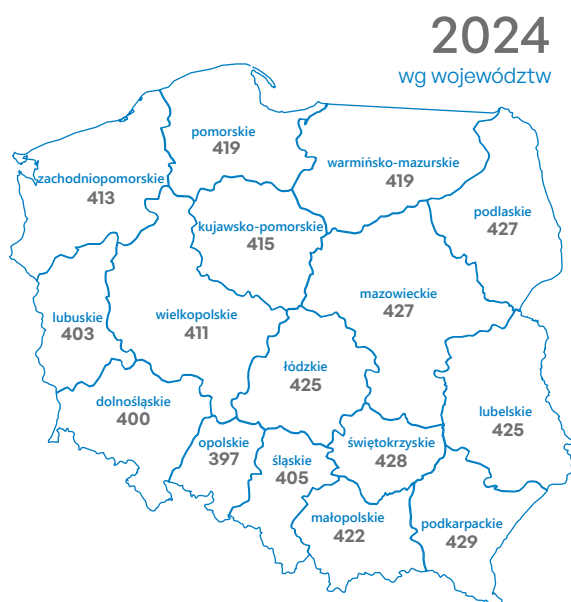 2024
wg województw
pomorskie
419
warmińsko-mazurskie
419
zachodniopomorskie
413
podlaskie
427
kujawsko-pomorskie
415
mazowieckie
427
lubuskie
403
wielkopolskie
411
łódzkie
425
dolnośląskie
400
lubelskie
425
opolskie
397
świętokrzyskie
428
śląskie
405
małopolskie
422
podkarpackie
429